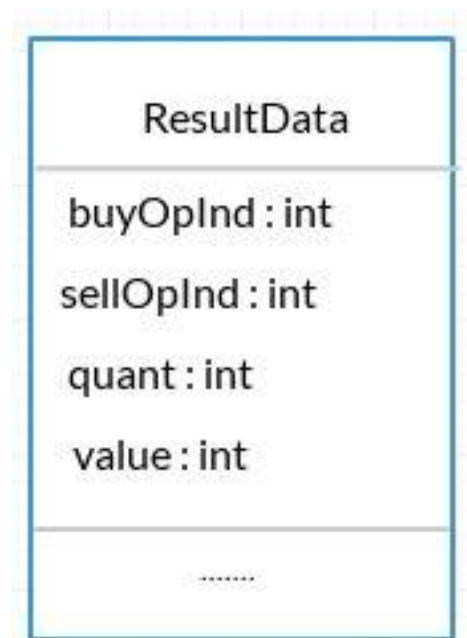 ResultData
buyOpInd : int
sellOpInd : int
quant : int
value : int
.......